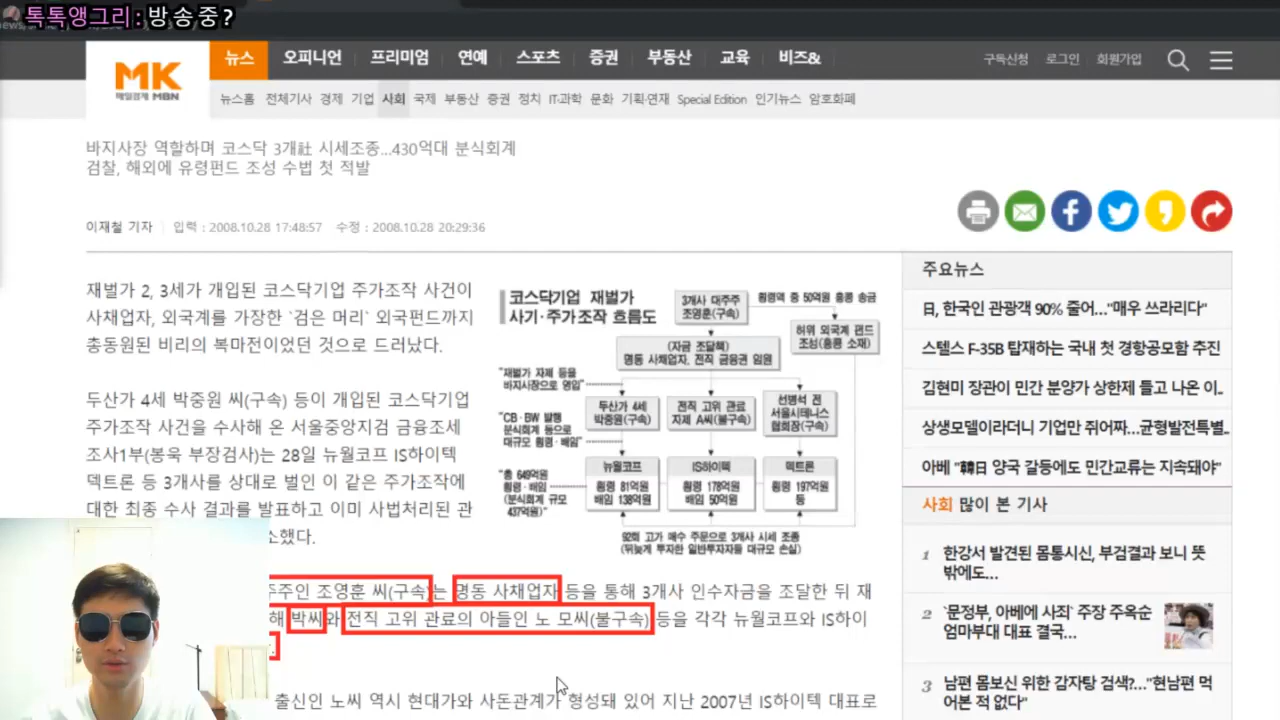 톡톡앵그리 : 방송중?
MK
매일경제 MBN
뉴스 오피니언 프리미엄 연예 스포츠 증권 부동산 교육 비즈&
구독신청 로그인 회원가입
뉴스홈 전체기사 경제 기업 사회 국제 부동산 증권 정치 IT·과학 문화 기획·연재 Special Edition 인기뉴스 암호화폐
바지사장 역할하며 코스닥 3개社 시세조종...430억대 분식회계
검찰, 해외에 유령펀드 조성 수법 첫 적발
이재철 기자 입력 : 2008.10.28 17:48:57 수정 : 2008.10.28 20:29:36
재벌가 2, 3세가 개입된 코스닥기업 주가조작 사건이
사채업자, 외국계를 가장한 `검은 머리` 외국펀드까지
총동원된 비리의 복마전이었던 것으로 드러났다.
두산가 4세 박중원 씨(구속) 등이 개입된 코스닥기업
주가조작 사건을 수사해 온 서울중앙지검 금융조세
조사1부(봉욱 부장검사)는 28일 뉴월코프 IS하이텍
덱트론 등 3개사를 상대로 벌인 이 같은 주가조작에
대한 최종 수사 결과를 발표하고 이미 사법처리된 관
소했다.
코스닥기업 재벌가
사기·주가조작 흐름도
3개사 대주주
조영훈(구속)
횡령액 중 50억원 홍콩 송금
허위 외국계 펀드
조성(홍콩 소재)
(자금 조달책)
명동 사채업자, 전직 금융권 임원
"재벌가 자제 등을
바지사장으로 영입"
두산가 4세
박중원(구속)
전직 고위 관료
자제 A씨(불구속)
선병석 전
서울시테니스
협회장(구속)
"CB·BW 발행
분식회계 등으로
대규모 횡령·배임"
뉴월코프
횡령 81억원
배임 138억원
IS하이텍
횡령 178억원
배임 50억원
덱트론
횡령 197억원
등
"총 649억원
횡령·배임
(분식회계 규모
437억원)"
92회 고가 매수 주문으로 3개사 시세 조종
(뒤늦게 투자한 일반투자자들 대규모 손실)
주주인 조영훈 씨(구속)는 명동 사채업자 등을 통해 3개사 인수자금을 조달한 뒤 재
해 박씨와 전직 고위 관료의 아들인 노 모씨(불구속) 등을 각각 뉴월코프와 IS하이
출신인 노씨 역시 현대가와 사돈관계가 형성돼 있어 지난 2007년 IS하이텍 대표로
주요뉴스
日, 한국인 관광객 90% 줄어..."매우 쓰라리다"
스텔스 F-35B 탑재하는 국내 첫 경항공모함 추진
김현미 장관이 민간 분양가 상한제 들고 나온 이..
상생모델이라더니 기업만 쥐어짜...균형발전특별..
아베 "韓日 양국 갈등에도 민간교류는 지속돼야"
사회 많이 본 기사
1 한강서 발견된 몸통시신, 부검결과 보니 뜻
밖에도...
2 `문정부, 아베에 사죄` 주장 주옥순
엄마부대 대표 결국...
3 남편 몸보신 위한 감자탕 검색?..."현남편 먹
어본 적 없다"